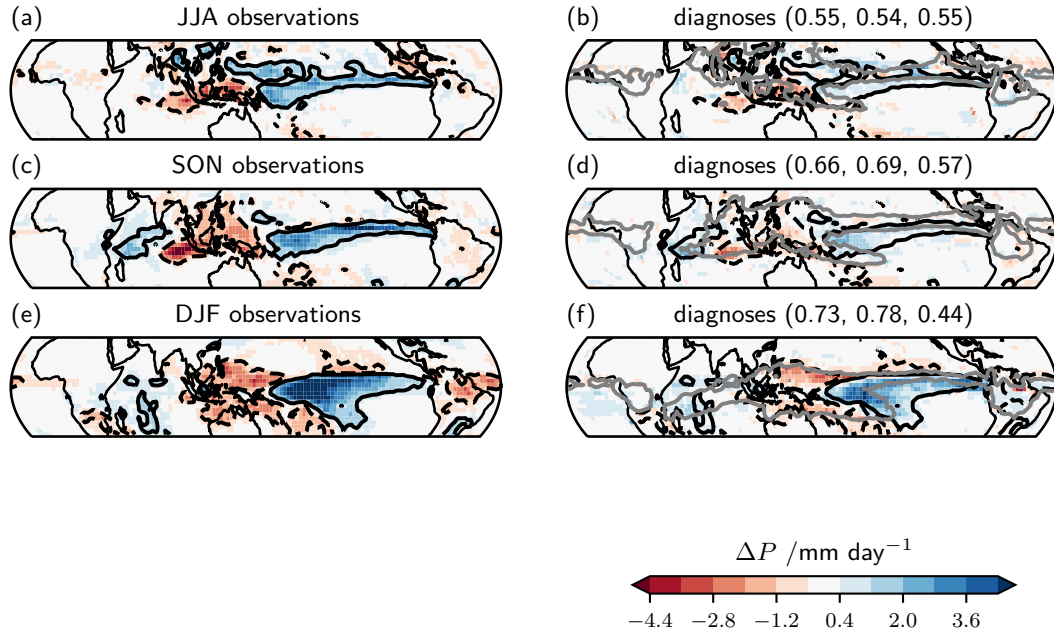 (a) JJA observations
(b) diagnoses (0.55, 0.54, 0.55)
(c) SON observations
(d) diagnoses (0.66, 0.69, 0.57)
(e) DJF observations
(f) diagnoses (0.73, 0.78, 0.44)
ΔP /mm day⁻¹
−4.4 −2.8 −1.2 0.4 2.0 3.6